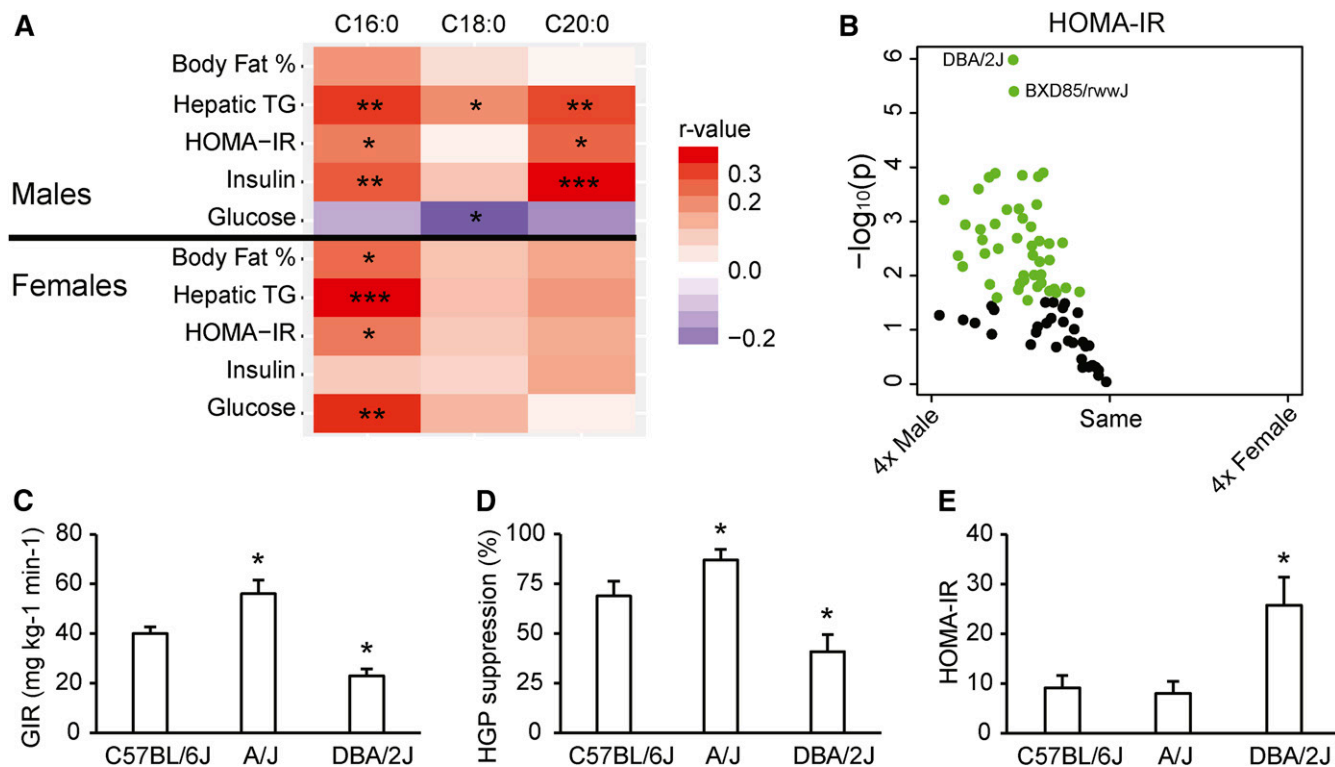 A
C16:0 C18:0 C20:0
Body Fat %
Hepatic TG ** * **
HOMA-IR * *
Insulin ** ***
Glucose *
Males
Females
Body Fat % *
Hepatic TG ***
HOMA-IR *
Insulin
Glucose **
r-value
0.3
0.2
0.0
-0.2
B
HOMA-IR
-log10(p)
6
5
4
3
2
1
0
DBA/2J
BXD85/rwwJ
4x Male
Same
4x Female
C
GIR (mg kg-1 min-1)
80
60
40
20
0
* *
C57BL/6J A/J DBA/2J
D
HGP suppression (%)
100
75
50
25
0
* *
C57BL/6J A/J DBA/2J
E
HOMA-IR
40
30
20
10
0
*
C57BL/6J A/J DBA/2J